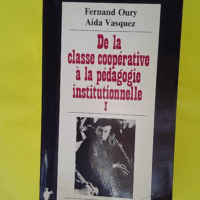 Fernand Oury
Aïda Vasquez
De la
classe coopérative
à la pédagogie
institutionnelle
I